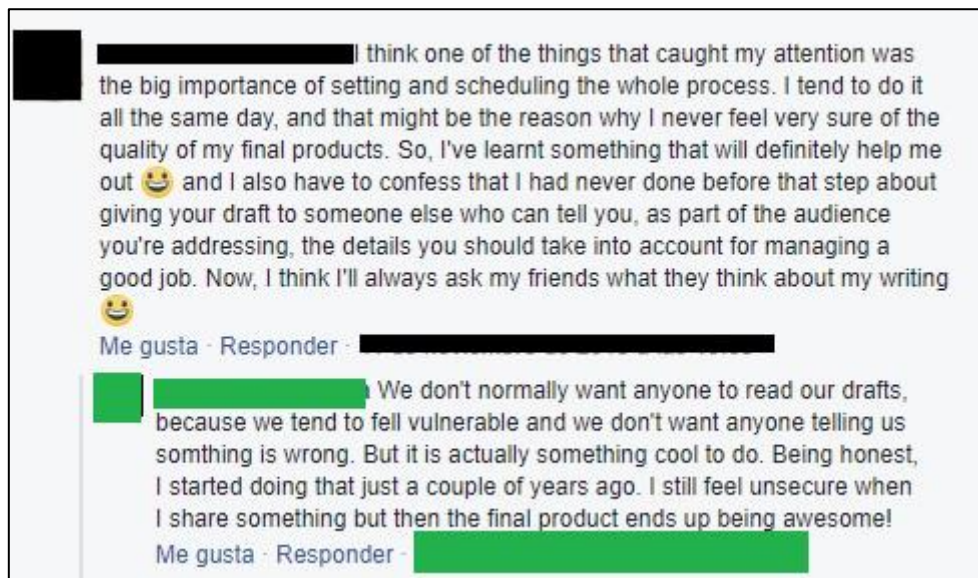 I think one of the things that caught my attention was
the big importance of setting and scheduling the whole process. I tend to do it
all the same day, and that might be the reason why I never feel very sure of the
quality of my final products. So, I've learnt something that will definitely help me
out 😀 and I also have to confess that I had never done before that step about
giving your draft to someone else who can tell you, as part of the audience
you're addressing, the details you should take into account for managing a
good job. Now, I think I'll always ask my friends what they think about my writing
😀
Me gusta · Responder ·
We don't normally want anyone to read our drafts,
because we tend to fell vulnerable and we don't want anyone telling us
somthing is wrong. But it is actually something cool to do. Being honest,
I started doing that just a couple of years ago. I still feel unsecure when
I share something but then the final product ends up being awesome!
Me gusta · Responder ·